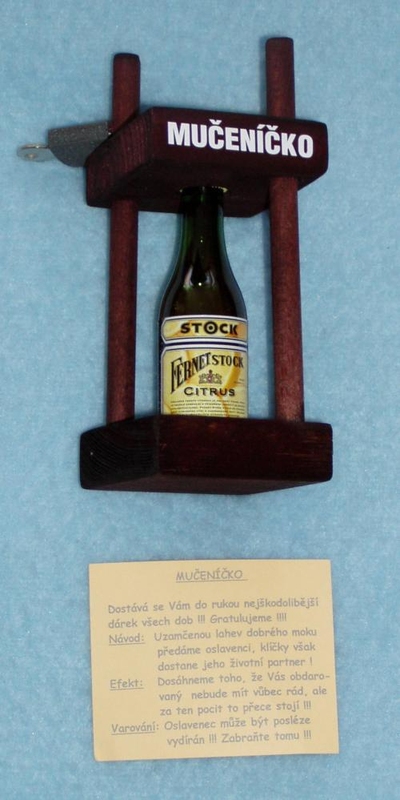 MUČENÍČKO
STOCK
FERNET STOCK
CITRUS
MUČENÍČKO
Dostává se Vám do rukou nejškodolibější
dárek všech dob !!! Gratulujeme !!!!
Návod: Uzamčenou lahev dobrého moku
předáme oslavenci, klíčky však
dostane jeho životní partner !
Efekt: Dosáhneme toho, že Vás obdaro-
vaný nebude mít vůbec rád, ale
za ten pocit to přece stojí !!!
Varování: Oslavenec může být posléze
vydírán !!! Zabraňte tomu !!!